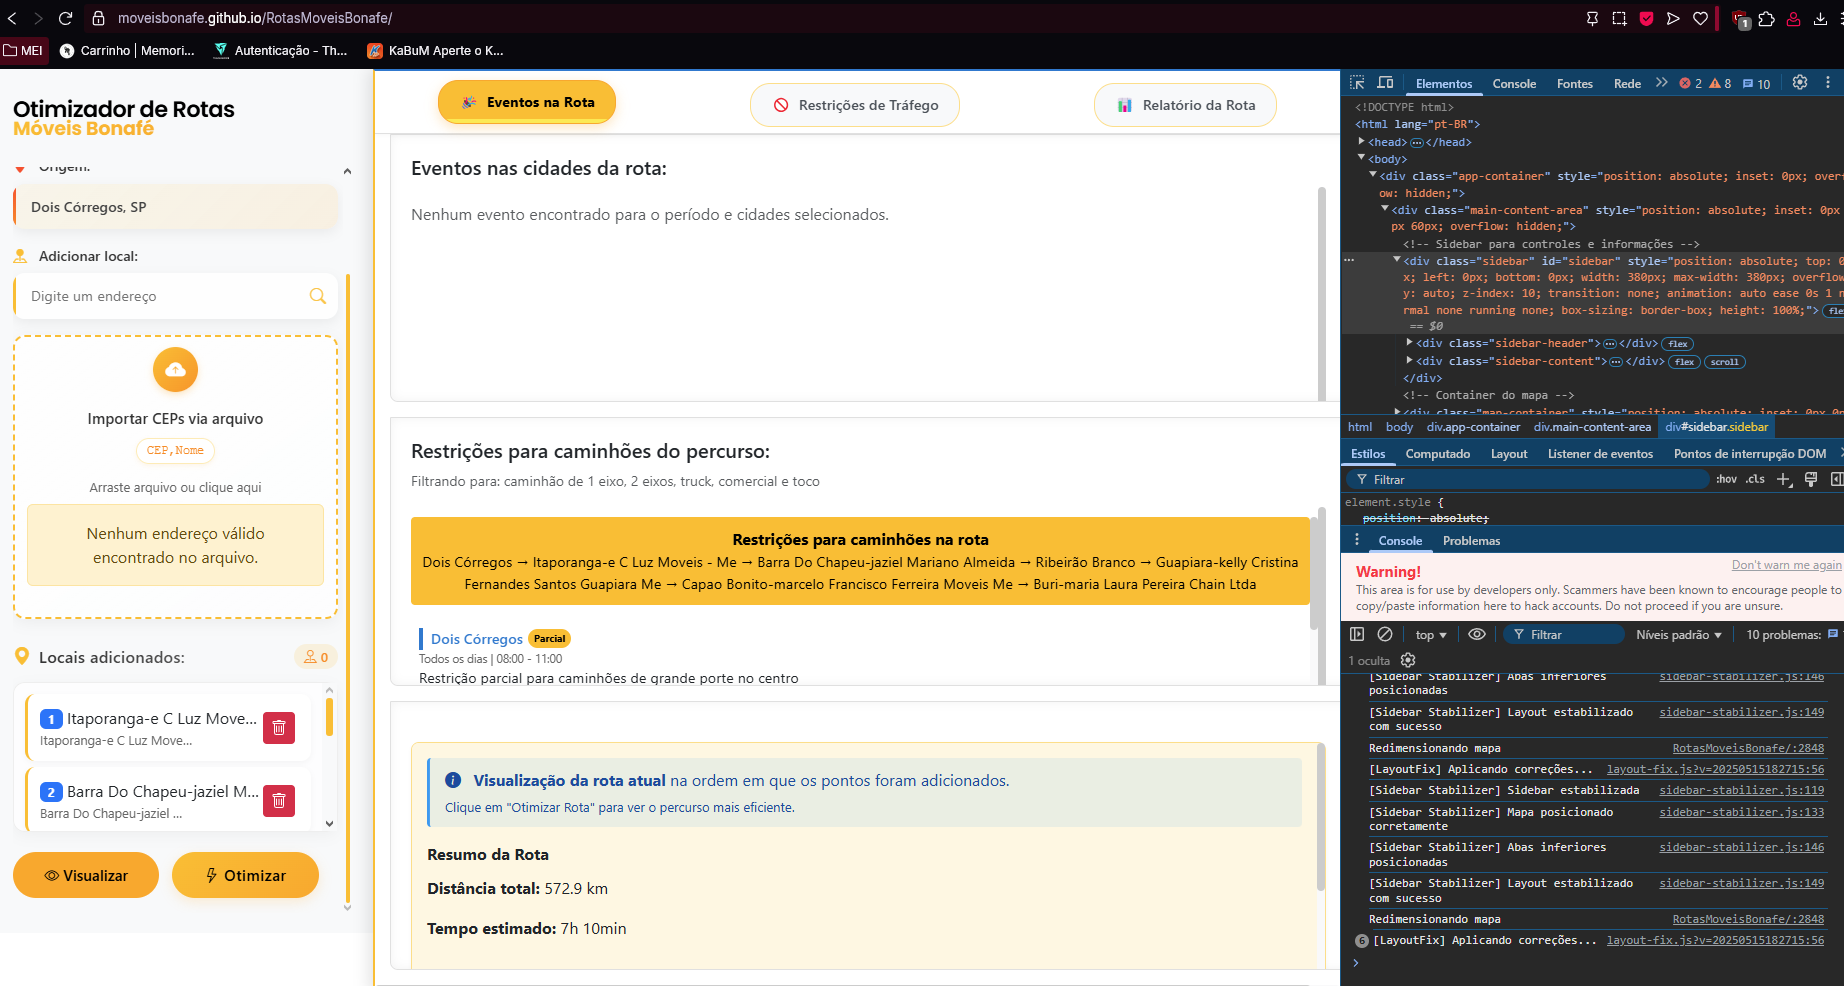 moveisbonafe.github.io/RotasMoveisBonafe/
1
MEI
Carrinho | Memori...
Autenticação - Th...
KaBuM Aperte o K...
Otimizador de Rotas
Móveis Bonafé
Origem:
Dois Córregos, SP
Adicionar local:
Digite um endereço
Importar CEPs via arquivo
CEP,Nome
Arraste arquivo ou clique aqui
Nenhum endereço válido
encontrado no arquivo.
Locais adicionados:
0
1 Itaporanga-e C Luz Move...
Itaporanga-e C Luz Move...
2 Barra Do Chapeu-jaziel M...
Barra Do Chapeu-jaziel ...
Visualizar
Otimizar
Eventos na Rota
Restrições de Tráfego
Relatório da Rota
Eventos nas cidades da rota:
Nenhum evento encontrado para o período e cidades selecionados.
Restrições para caminhões do percurso:
Filtrando para: caminhão de 1 eixo, 2 eixos, truck, comercial e toco
Restrições para caminhões na rota
Dois Córregos → Itaporanga-e C Luz Moveis - Me → Barra Do Chapeu-jaziel Mariano Almeida → Ribeirão Branco → Guapiara-kelly Cristina
Fernandes Santos Guapiara Me → Capao Bonito-marcelo Francisco Ferreira Moveis Me → Buri-maria Laura Pereira Chain Ltda
Dois Córregos Parcial
Todos os dias | 08:00 - 11:00
Restrição parcial para caminhões de grande porte no centro
Visualização da rota atual na ordem em que os pontos foram adicionados.
Clique em "Otimizar Rota" para ver o percurso mais eficiente.
Resumo da Rota
Distância total: 572.9 km
Tempo estimado: 7h 10min
Elementos
Console
Fontes
Rede
2
8
10
<!DOCTYPE html>
<html lang="pt-BR">
<head> ... </head>
<body>
<div class="app-container" style="position: absolute; inset: 0px; overf
ow: hidden;">
<div class="main-content-area" style="position: absolute; inset: 0px
px 60px; overflow: hidden;">
<!-- Sidebar para controles e informações -->
<div class="sidebar" id="sidebar" style="position: absolute; top: 0
x; left: 0px; bottom: 0px; width: 380px; max-width: 380px; overflow
y: auto; z-index: 10; transition: none; animation: auto ease 0s 1 n
rmal none running none; box-sizing: border-box; height: 100%;"> fle
== $0
<div class="sidebar-header"> ... </div> flex
<div class="sidebar-content"> ... </div> flex scroll
</div>
<!-- Container do mapa -->
<div class="map-container" style="position: absolute; inset: 0px 0p
html
body
div.app-container
div.main-content-area
div#sidebar.sidebar
Estilos
Computado
Layout
Listener de eventos
Pontos de interrupção DOM
Filtrar
:hov
.cls
element.style {
position: absolute;
Console
Problemas
Warning!
Don't warn me again
This area is for use by developers only. Scammers have been known to encourage people to
copy/paste information here to hack accounts. Do not proceed if you are unsure.
top
Filtrar
Níveis padrão
10 problemas:
1 oculta
[Sidebar Stabilizer] Abas inferiores sidebar-stabilizer.js:146
posicionadas
[Sidebar Stabilizer] Layout estabilizado sidebar-stabilizer.js:149
com sucesso
Redimensionando mapa RotasMoveisBonafe/:2848
[LayoutFix] Aplicando correções... layout-fix.js?v=20250515182715:56
[Sidebar Stabilizer] Sidebar estabilizada sidebar-stabilizer.js:119
[Sidebar Stabilizer] Mapa posicionado sidebar-stabilizer.js:133
corretamente
[Sidebar Stabilizer] Abas inferiores sidebar-stabilizer.js:146
posicionadas
[Sidebar Stabilizer] Layout estabilizado sidebar-stabilizer.js:149
com sucesso
Redimensionando mapa RotasMoveisBonafe/:2848
6 [LayoutFix] Aplicando correções... layout-fix.js?v=20250515182715:56